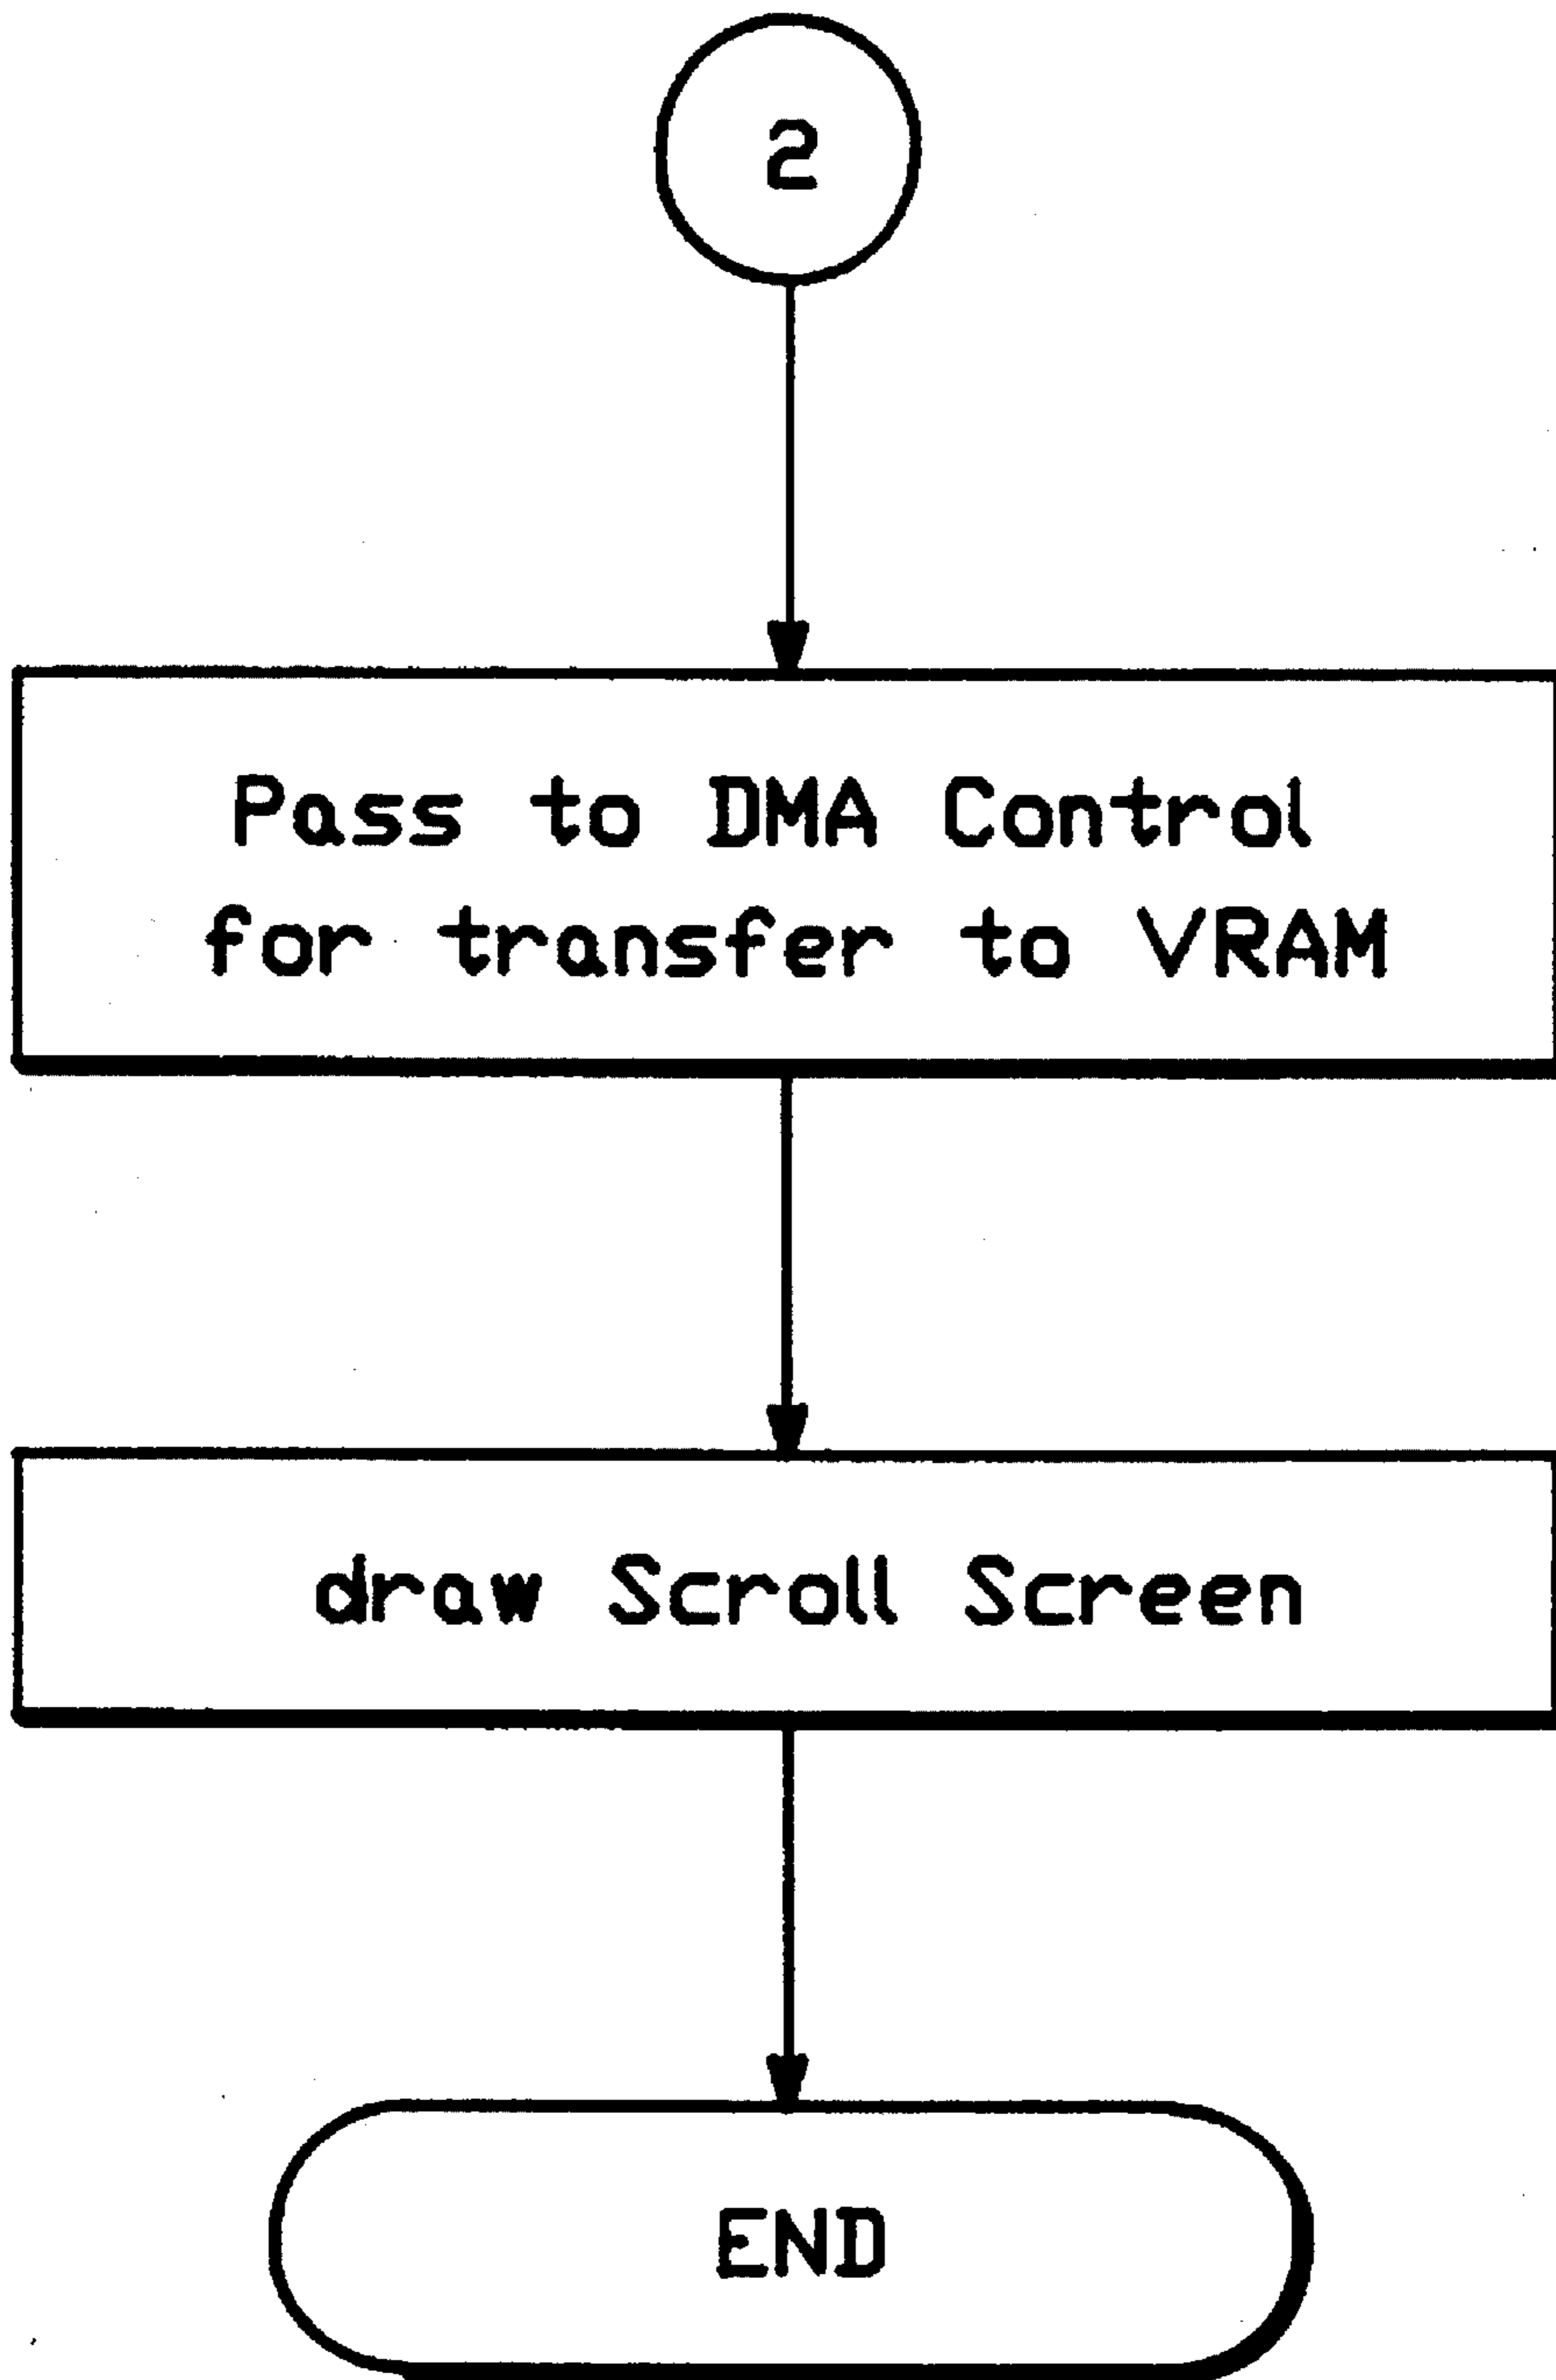 2
Pass to DMA Control
for transfer to VRAM
draw Scroll Screen
END